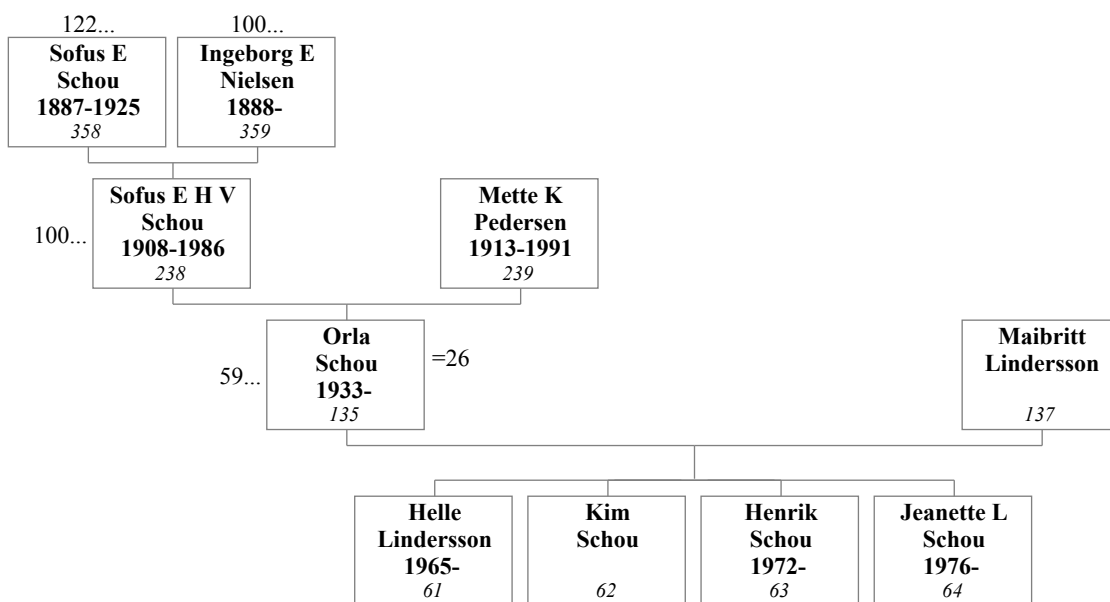 122...
100...
Sofus E
Schou
1887-1925
358
Ingeborg E
Nielsen
1888-
359
100...
Sofus E H V
Schou
1908-1986
238
Mette K
Pedersen
1913-1991
239
59...
Orla
Schou
1933-
135
=26
Maibritt
Lindersson
137
Helle
Lindersson
1965-
61
Kim
Schou
62
Henrik
Schou
1972-
63
Jeanette L
Schou
1976-
64